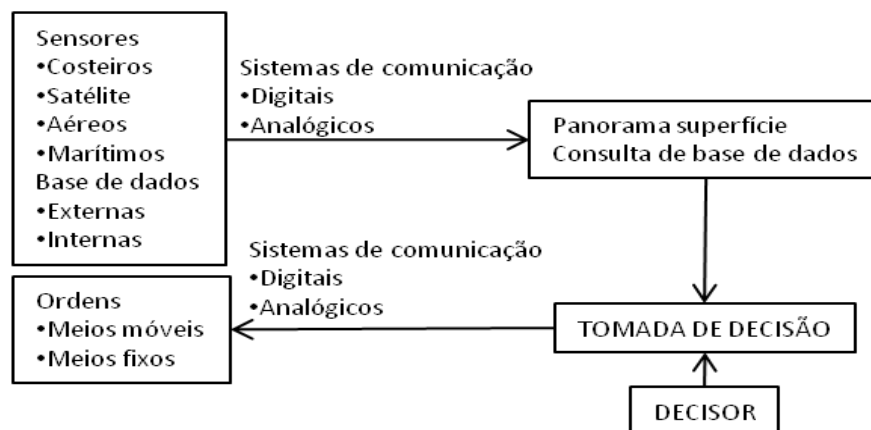 Sensores
•Costeiros
•Satélite
•Aéreos
•Marítimos
Base de dados
•Externas
•Internas
Sistemas de comunicação
•Digitais
•Analógicos
Panorama superfície
Consulta de base de dados
Sistemas de comunicação
•Digitais
•Analógicos
Ordens
•Meios móveis
•Meios fixos
TOMADA DE DECISÃO
DECISOR